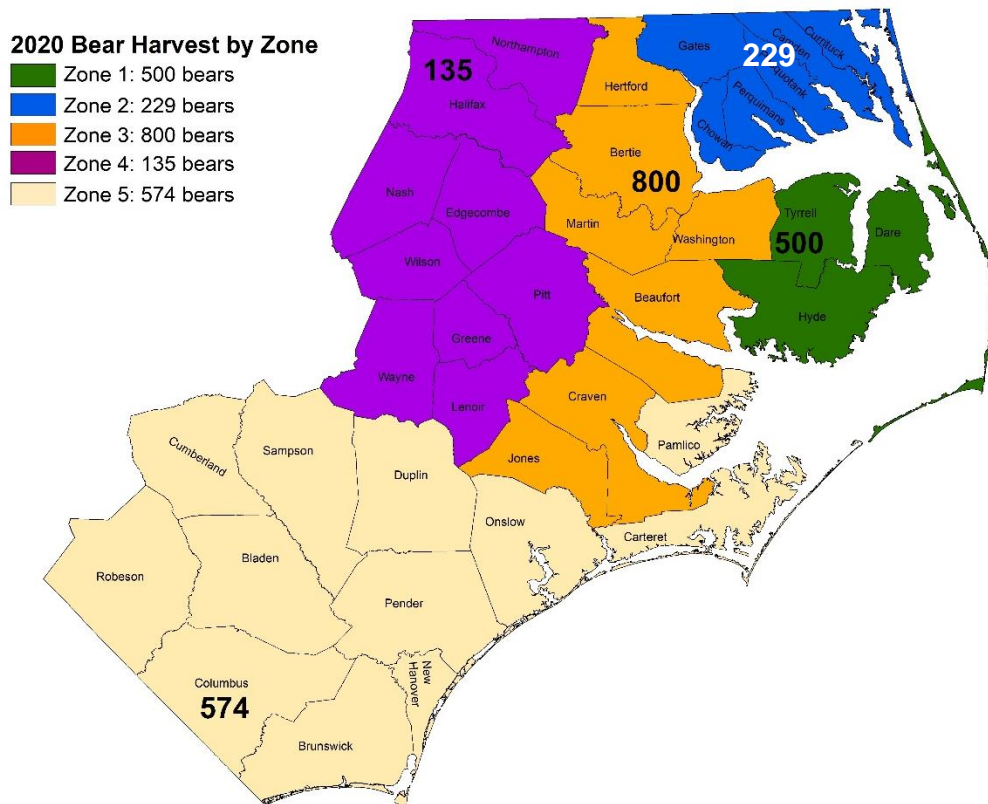 2020 Bear Harvest by Zone
Zone 1: 500 bears
Zone 2: 229 bears
Zone 3: 800 bears
Zone 4: 135 bears
Zone 5: 574 bears
Northampton
135
Halifax
Hertford
Gates
Camden
Currituck
229
quotank
Perquimans
Chowan
Bertie
800
Nash
Edgecombe
Martin
Washington
Tyrrell
500
Dare
Wilson
Pitt
Beaufort
Hyde
Greene
Wayne
Lenoir
Craven
Pamlico
Jones
Cumberland
Sampson
Duplin
Onslow
Carteret
Robeson
Bladen
Pender
New
Hanover
Columbus
574
Brunswick